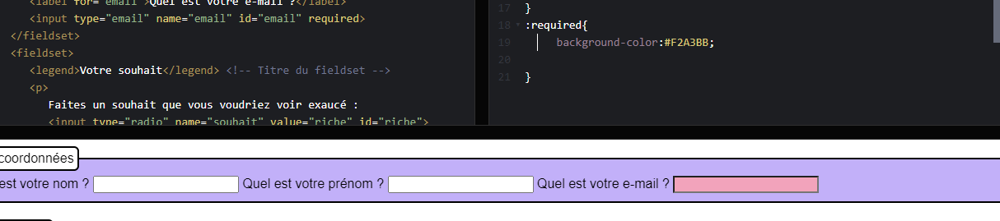 <label for="email">Quel est votre e-mail ?</label>
<input type="email" name="email" id="email" required>
</fieldset>
<fieldset>
<legend>Votre souhait</legend> <!-- Titre du fieldset -->
<p>
Faites un souhait que vous voudriez voir exaucé :
<input type="radio" name="souhait" value="riche" id="riche">
17 }
18 :required{
19 background-color:#F2A3BB;
20
21 }
coordonnées
est votre nom ? Quel est votre prénom ? Quel est votre e-mail ?